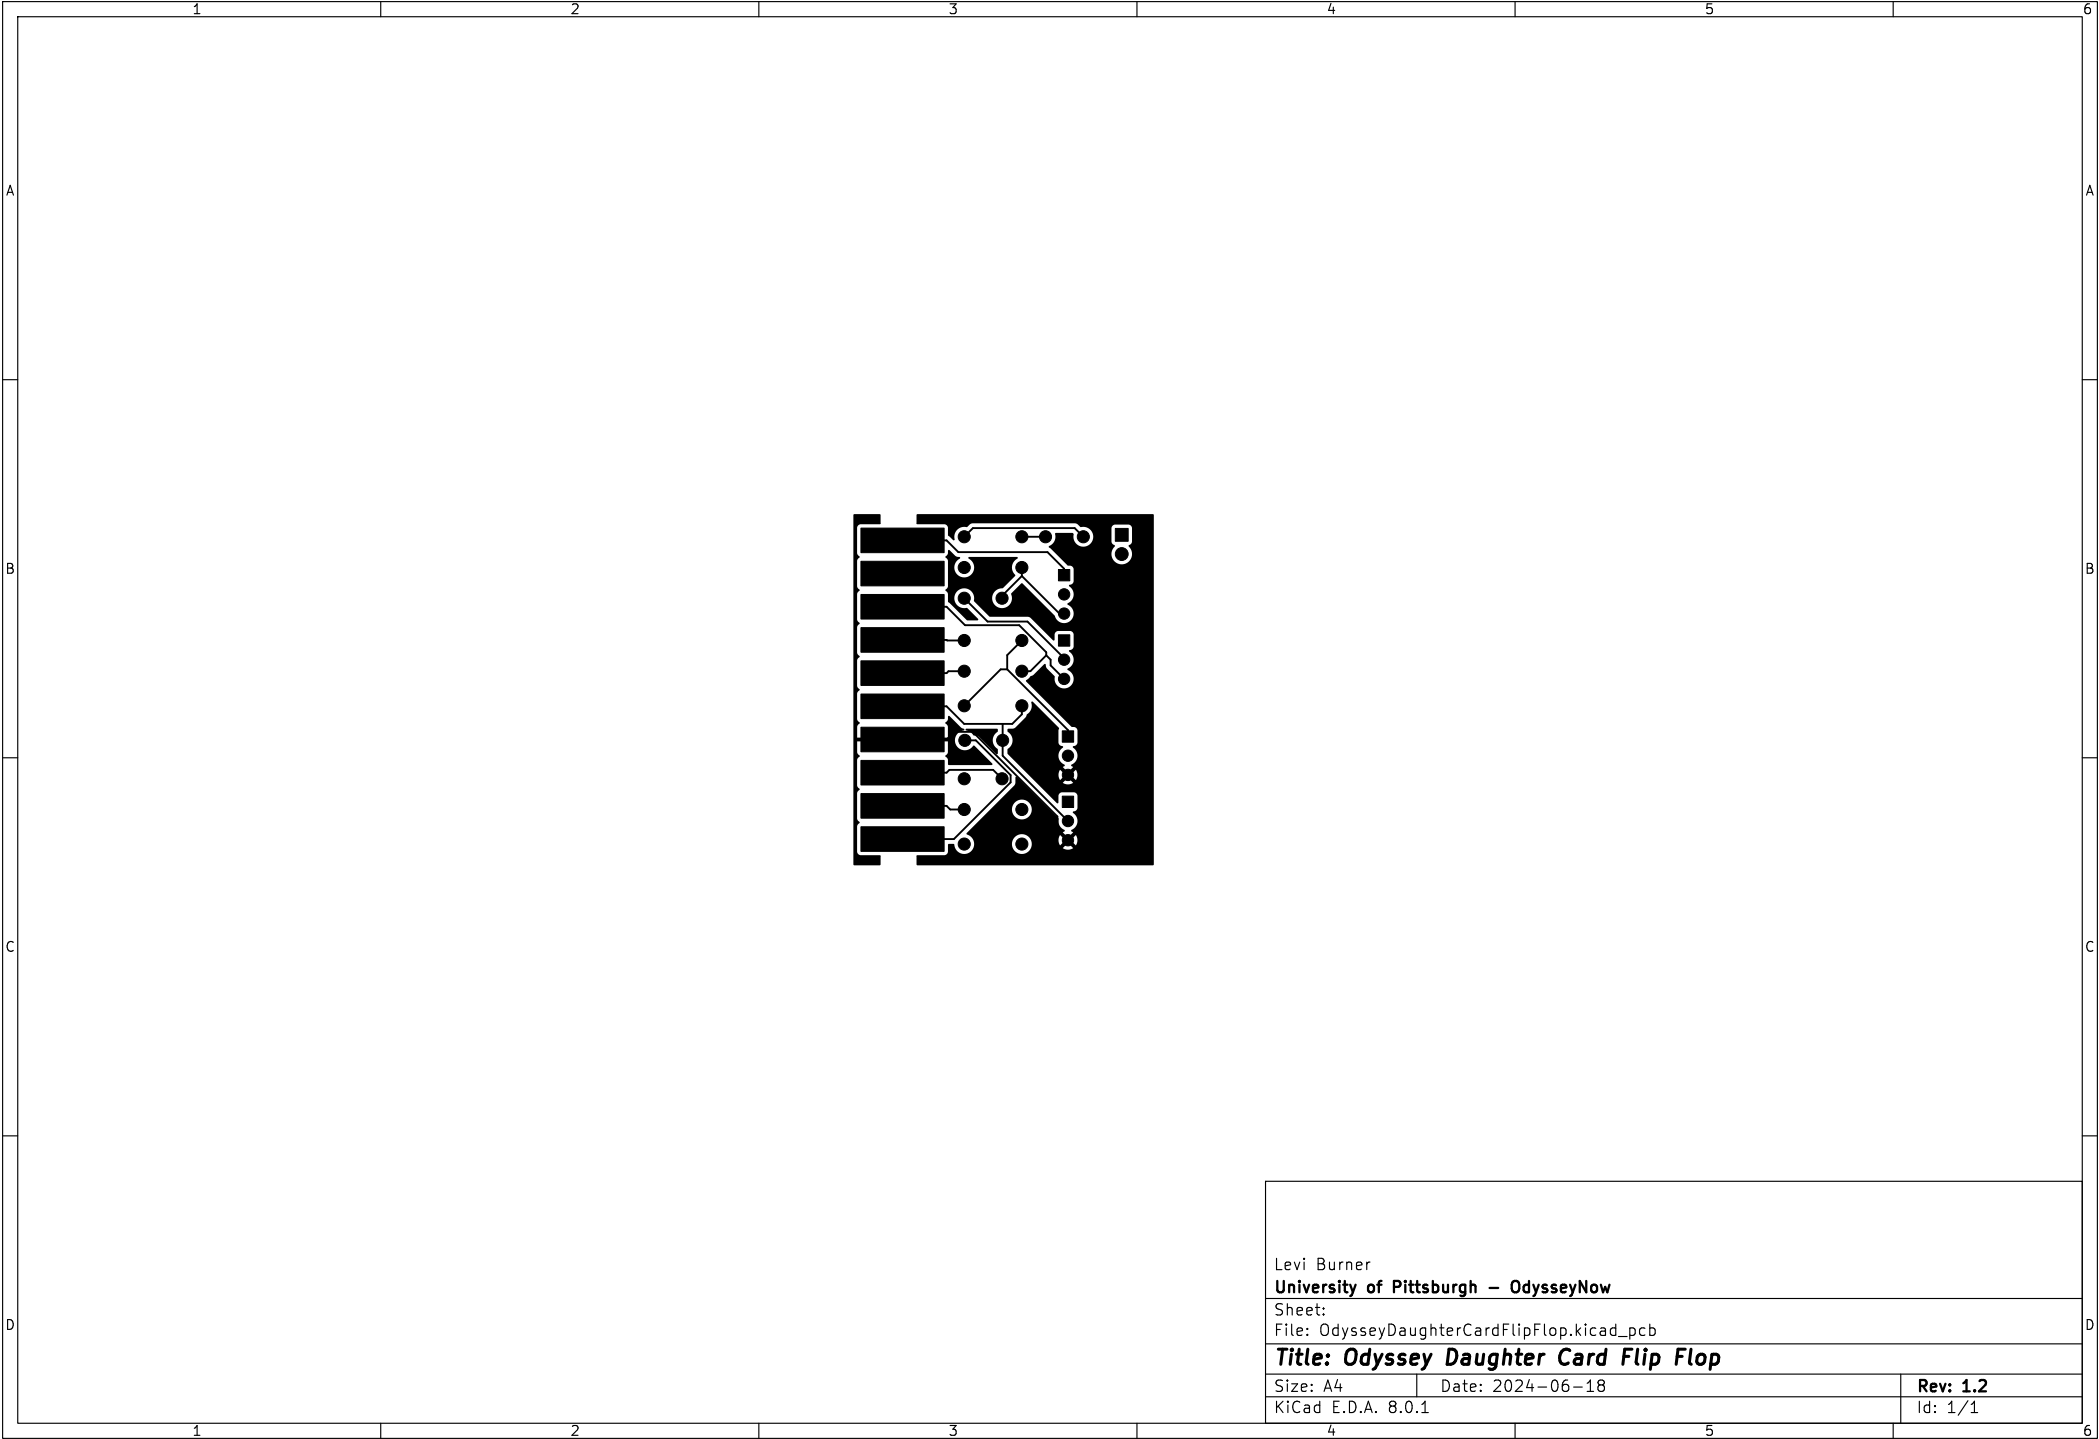 1 2 3 4 5 6
A A
B B
C C
D D
Levi Burner
University of Pittsburgh – OdysseyNow
Sheet:
File: OdysseyDaughterCardFlipFlop.kicad_pcb
Title: Odyssey Daughter Card Flip Flop
Size: A4 Date: 2024–06–18 Rev: 1.2
KiCad E.D.A. 8.0.1 Id: 1/1
1 2 3 4 5 6